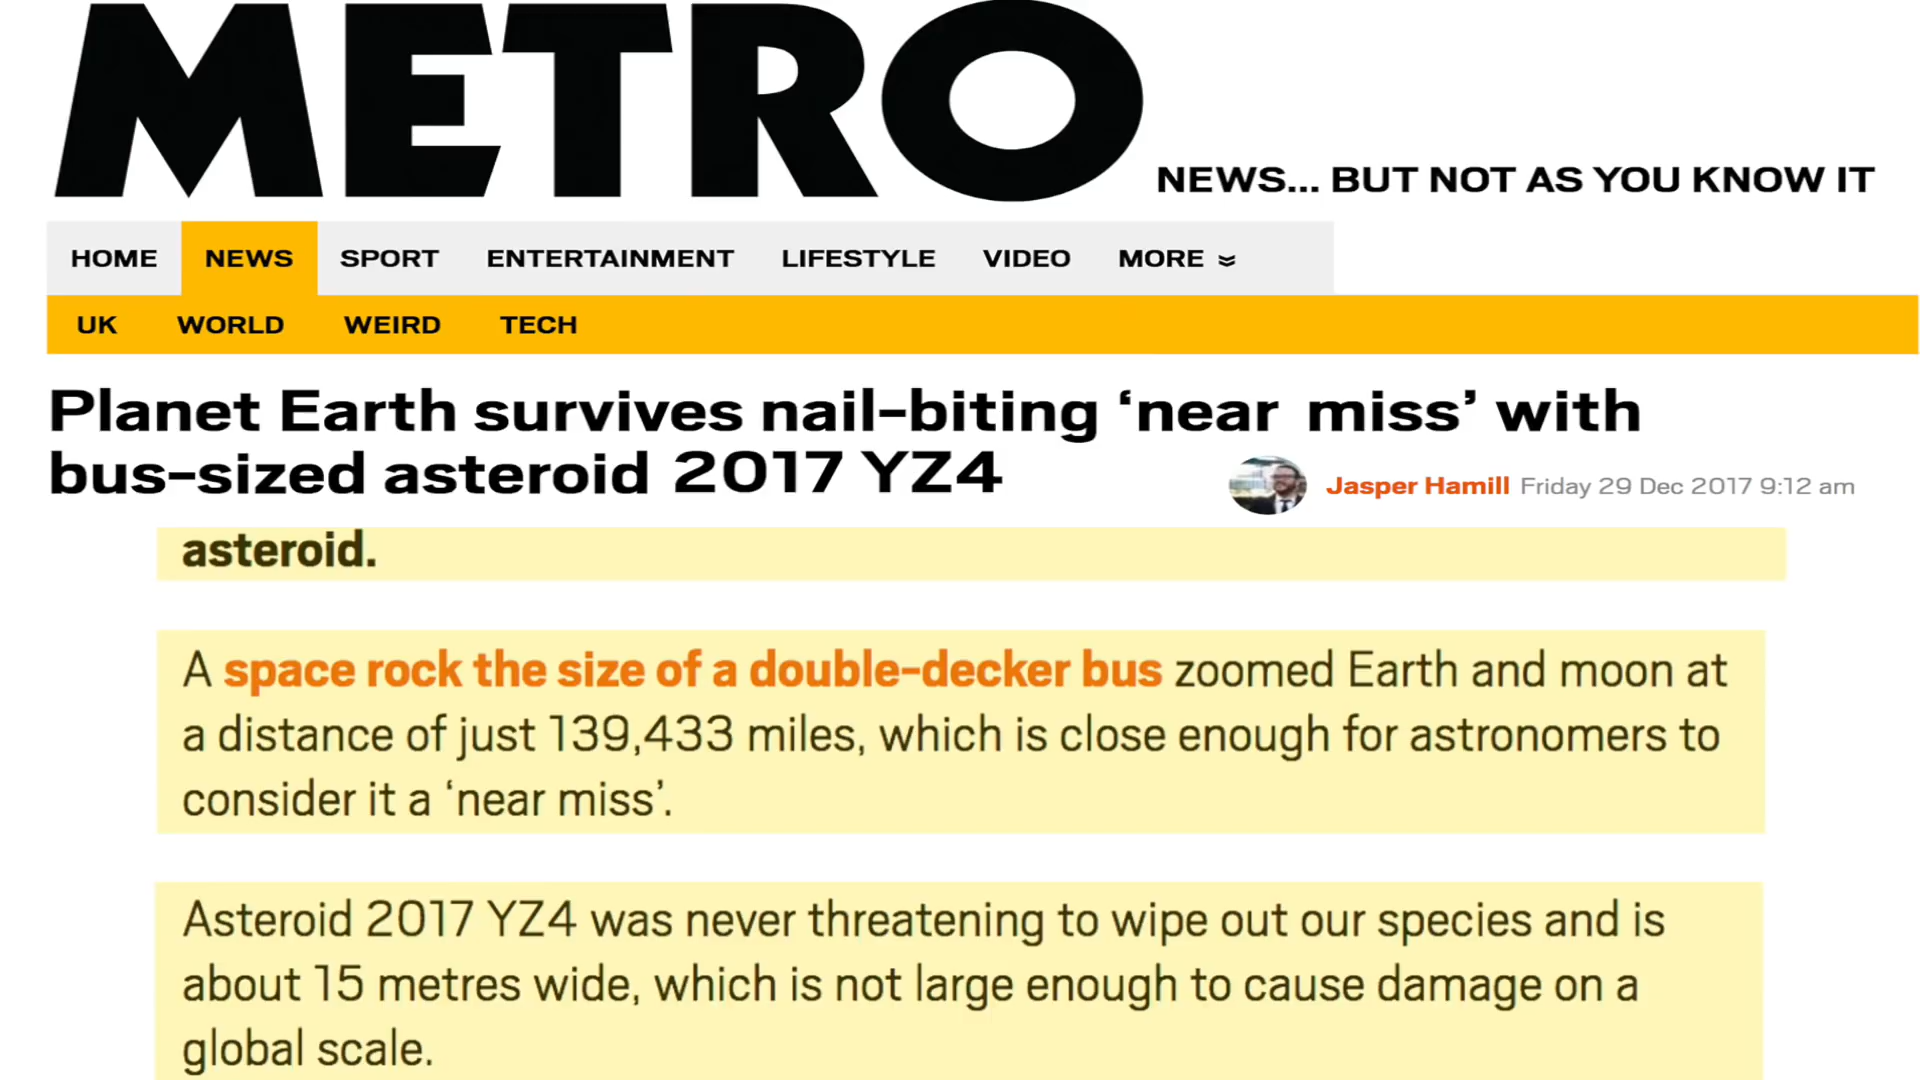 METRO
NEWS... BUT NOT AS YOU KNOW IT
HOME NEWS SPORT ENTERTAINMENT LIFESTYLE VIDEO MORE
UK WORLD WEIRD TECH
Planet Earth survives nail-biting ‘near miss’ with
bus-sized asteroid 2017 YZ4
Jasper Hamill Friday 29 Dec 2017 9:12 am
asteroid.
A space rock the size of a double-decker bus zoomed Earth and moon at
a distance of just 139,433 miles, which is close enough for astronomers to
consider it a ‘near miss’.
Asteroid 2017 YZ4 was never threatening to wipe out our species and is
about 15 metres wide, which is not large enough to cause damage on a
global scale.